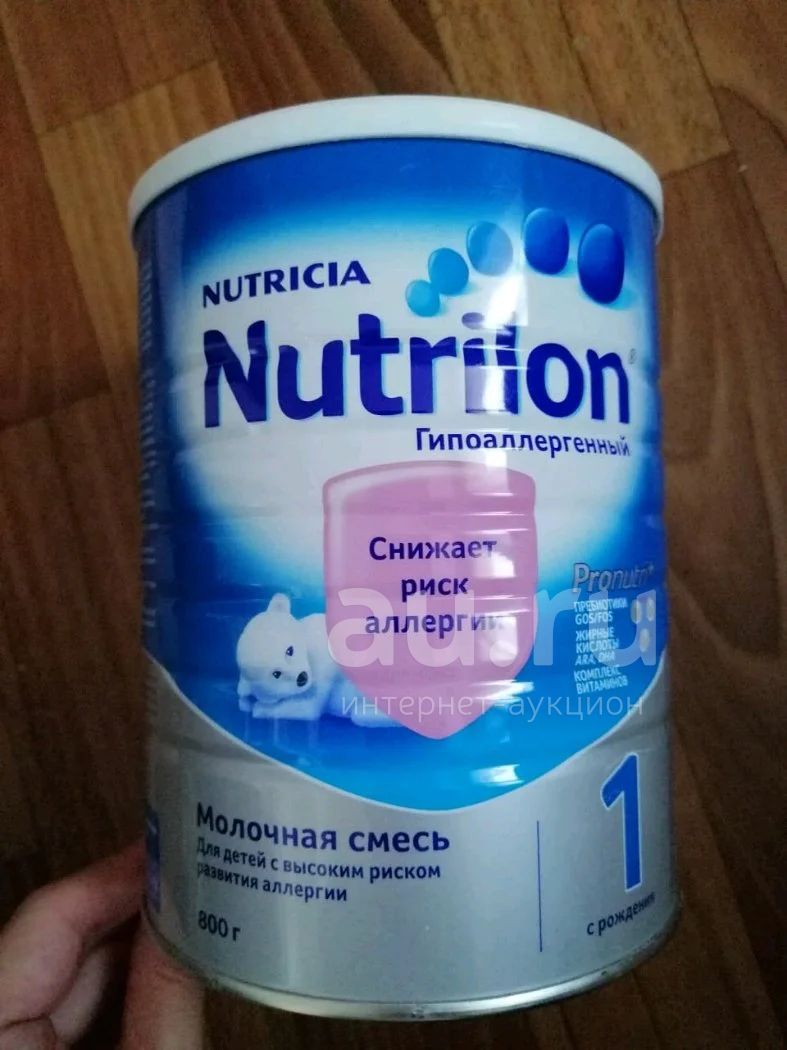 NUTRICIA
Nutrilon®
Гипоаллергенный
Снижает
риск
аллергии
Pronutri+
ПРЕБИОТИКИ
GOS/FOS
ЖИРНЫЕ
КИСЛОТЫ
ARA, DHA
КОМПЛЕКС
ВИТАМИНОВ
au.ru
интернет-аукцион
Молочная смесь
Для детей с высоким риском
развития аллергии
800 г
1
с рождения